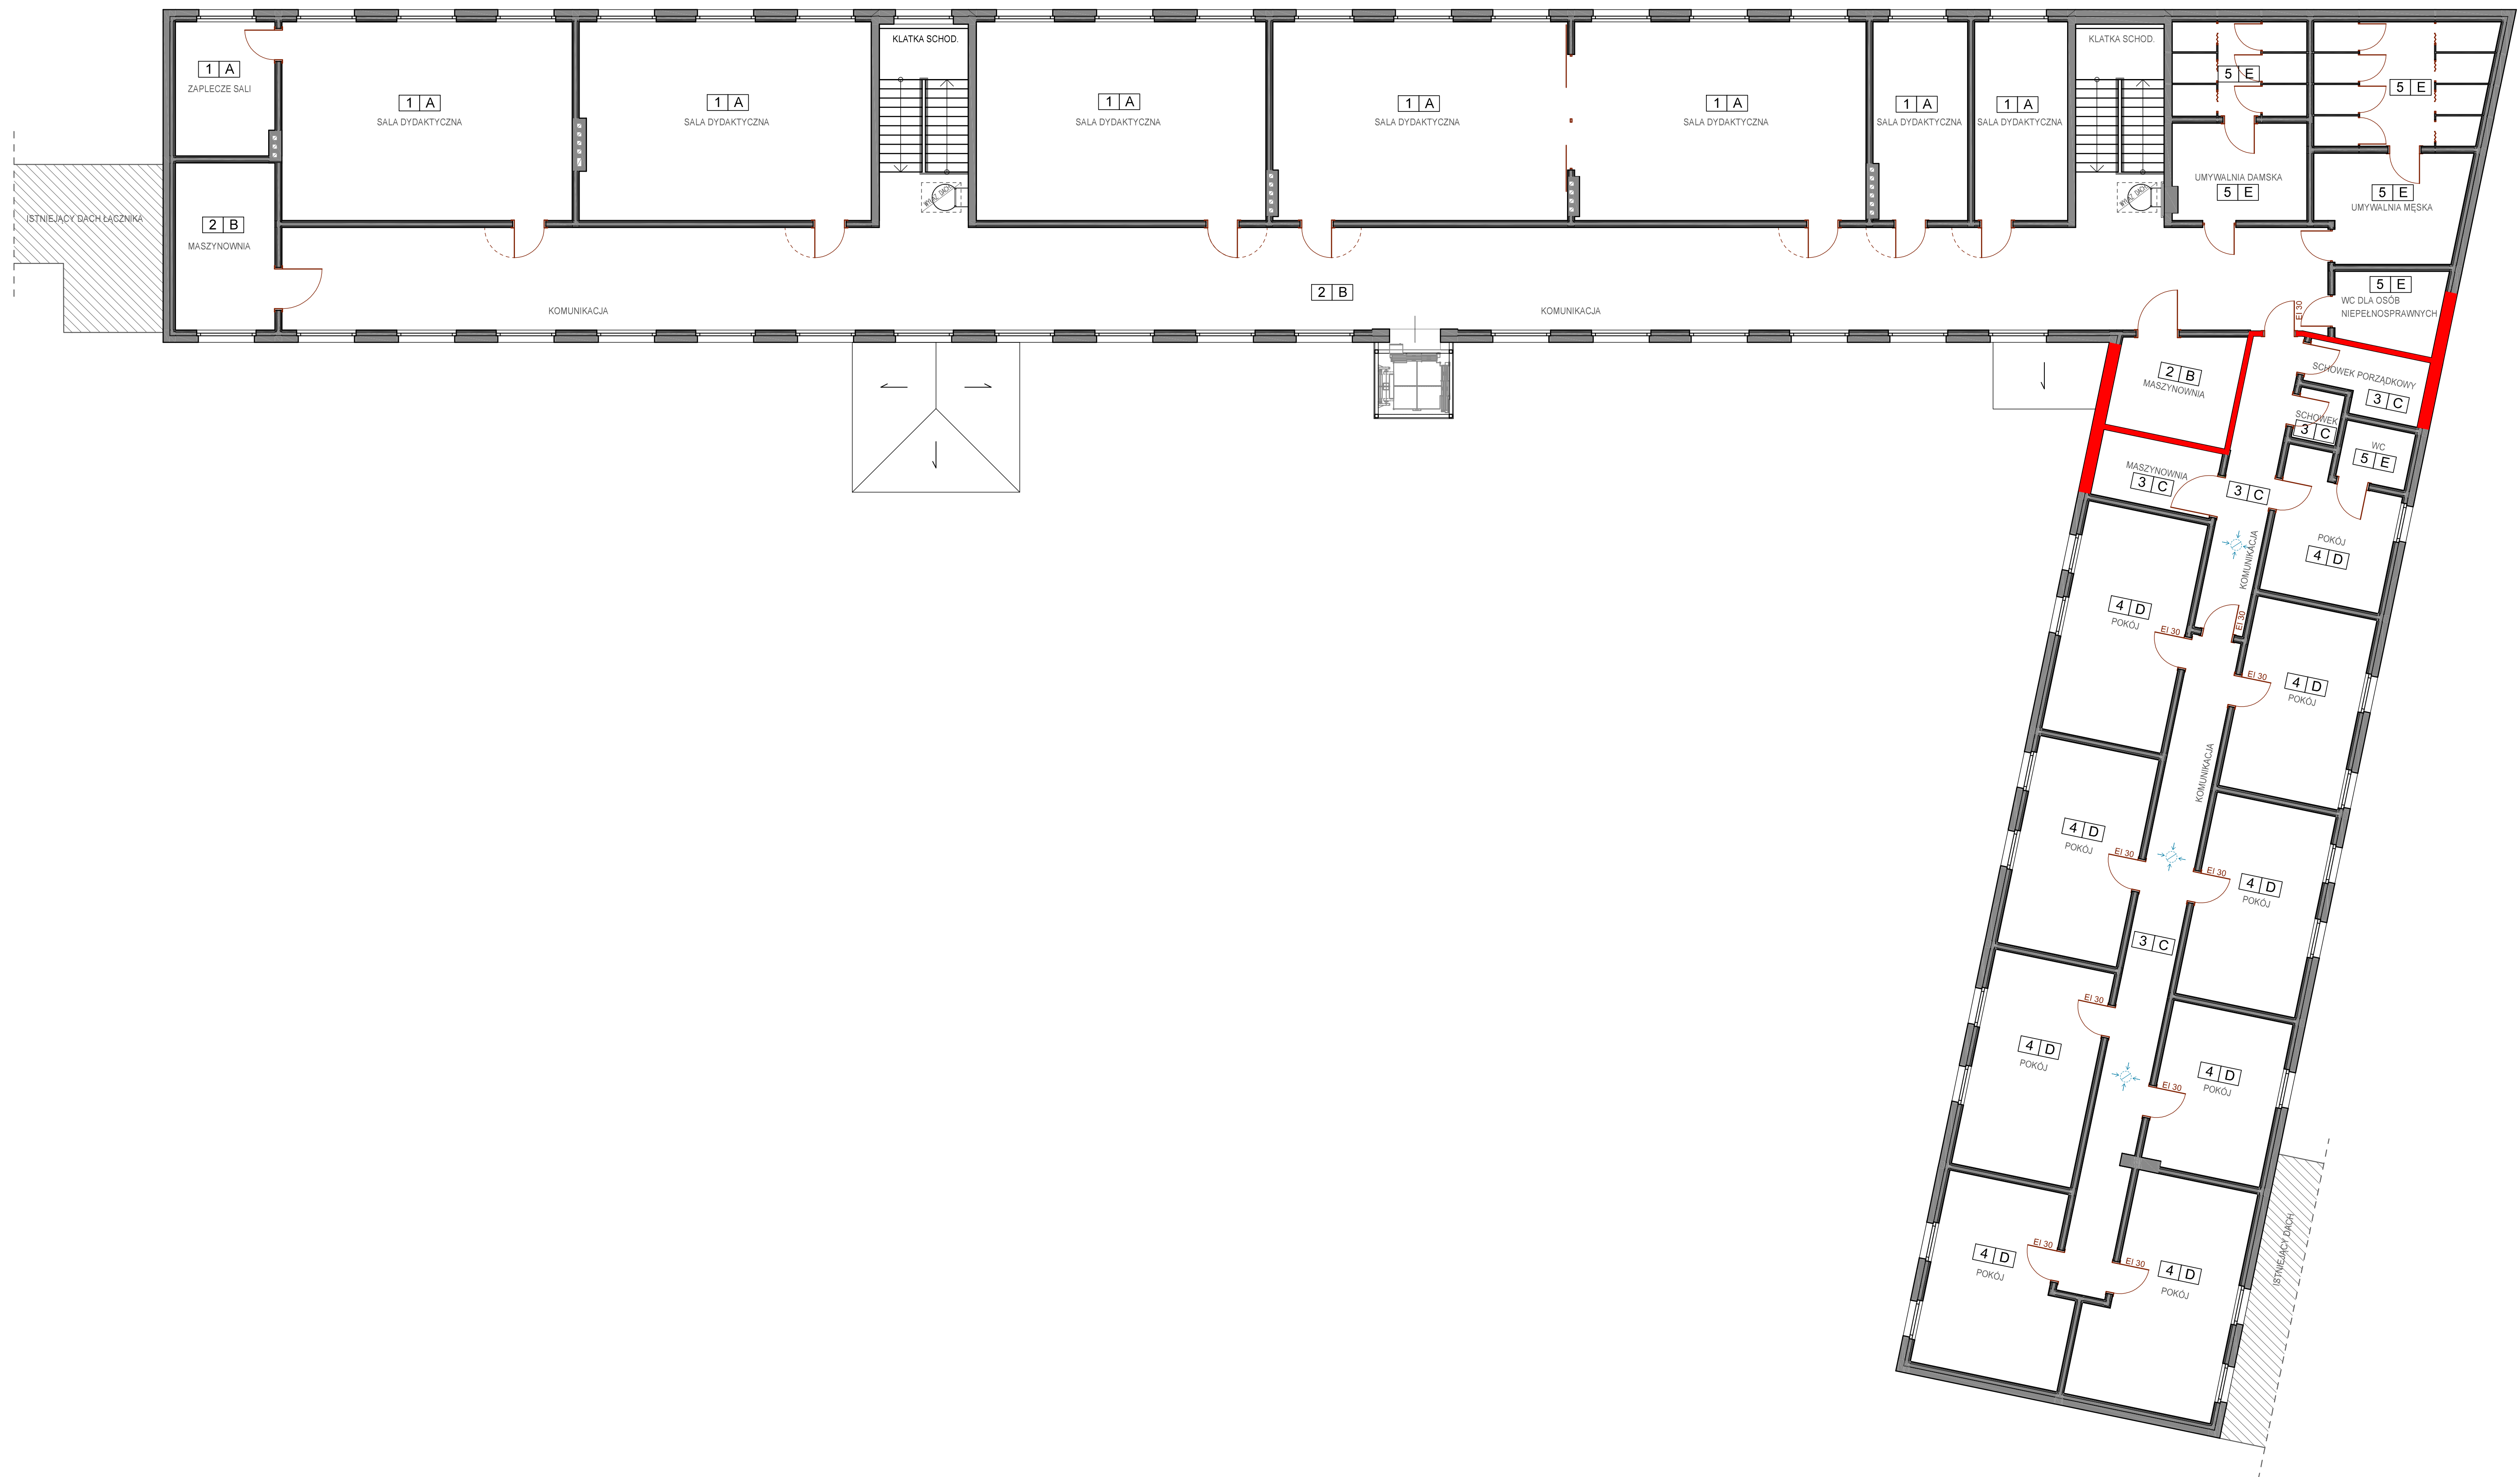 KLATKA SCHOD.
KLATKA SCHOD.
1 A
ZAPLECZE SALI
1 A
SALA DYDAKTYCZNA
1 A
SALA DYDAKTYCZNA
1 A
SALA DYDAKTYCZNA
1 A
SALA DYDAKTYCZNA
1 A
SALA DYDAKTYCZNA
1 A
SALA DYDAKTYCZNA
1 A
SALA DYDAKTYCZNA
5 E
5 E
UMYWALNIA DAMSKA
5 E
5 E
UMYWALNIA MĘSKA
ISTNIEJĄCY DACH ŁĄCZNIKA
2 B
MASZYNOWNIA
KOMUNIKACJA
2 B
KOMUNIKACJA
5 E
WC DLA OSÓB
NIEPEŁNOSPRAWNYCH
EI 30
2 B
MASZYNOWNIA
SCHOWEK PORZĄDKOWY
3 C
SCHOWEK
3 C
WC
5 E
MASZYNOWNIA
3 C
3 C
KOMUNIKACJA
POKÓJ
4 D
4 D
POKÓJ
EI 30
EI 30
EI 30
4 D
POKÓJ
KOMUNIKACJA
4 D
POKÓJ
EI 30
EI 30
4 D
POKÓJ
3 C
EI 30
4 D
POKÓJ
EI 30
4 D
POKÓJ
4 D
POKÓJ
EI 30
EI 30
4 D
POKÓJ
ISTNIEJĄCY DACH